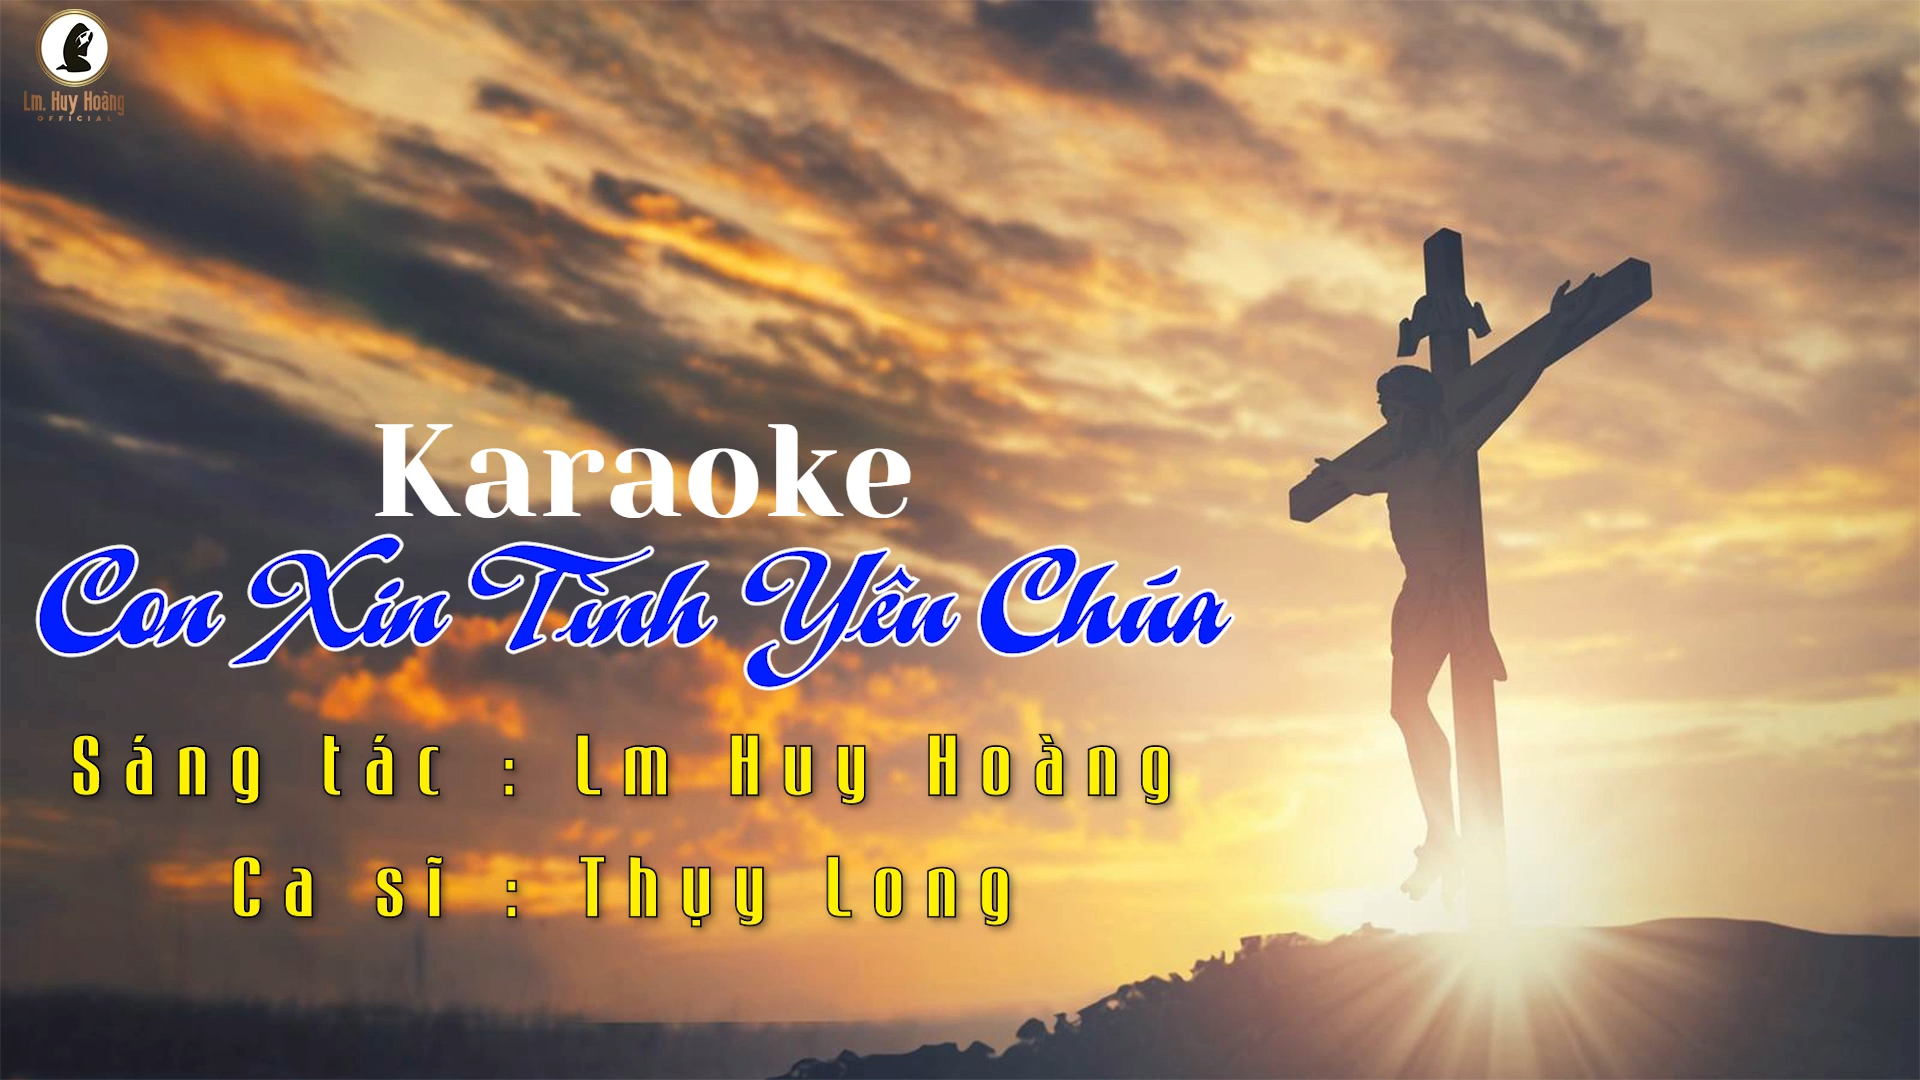 Lm. Huy Hoàng
OFFICIAL
Karaoke
Con Xin Tình Yêu Chúa
Sáng tác : Lm Huy Hoàng
Ca sĩ : Thụy Long